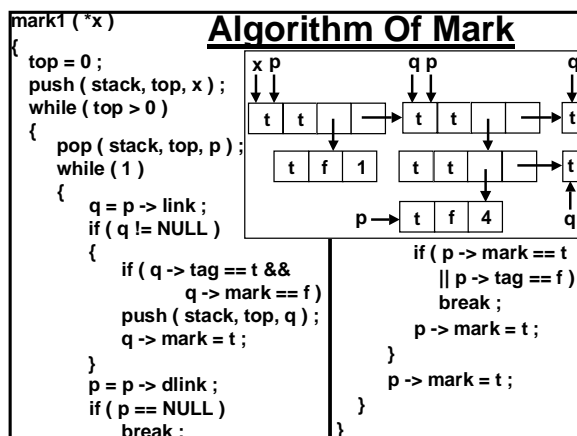 Algorithm Of Mark
mark1 ( *x )
{
top = 0 ;
push ( stack, top, x ) ;
while ( top > 0 )
{
pop ( stack, top, p ) ;
while ( 1 )
{
q = p -> link ;
if ( q != NULL )
{
if ( q -> tag == t &&
q -> mark == f )
push ( stack, top, q ) ;
q -> mark = t ;
}
p = p -> dlink ;
if ( p == NULL )
break ;
x p q p q
t t t t t
t f 1 t t t
p t f 4 q
if ( p -> mark == t
|| p -> tag == f )
break ;
p -> mark = t ;
}
p -> mark = t ;
}
}